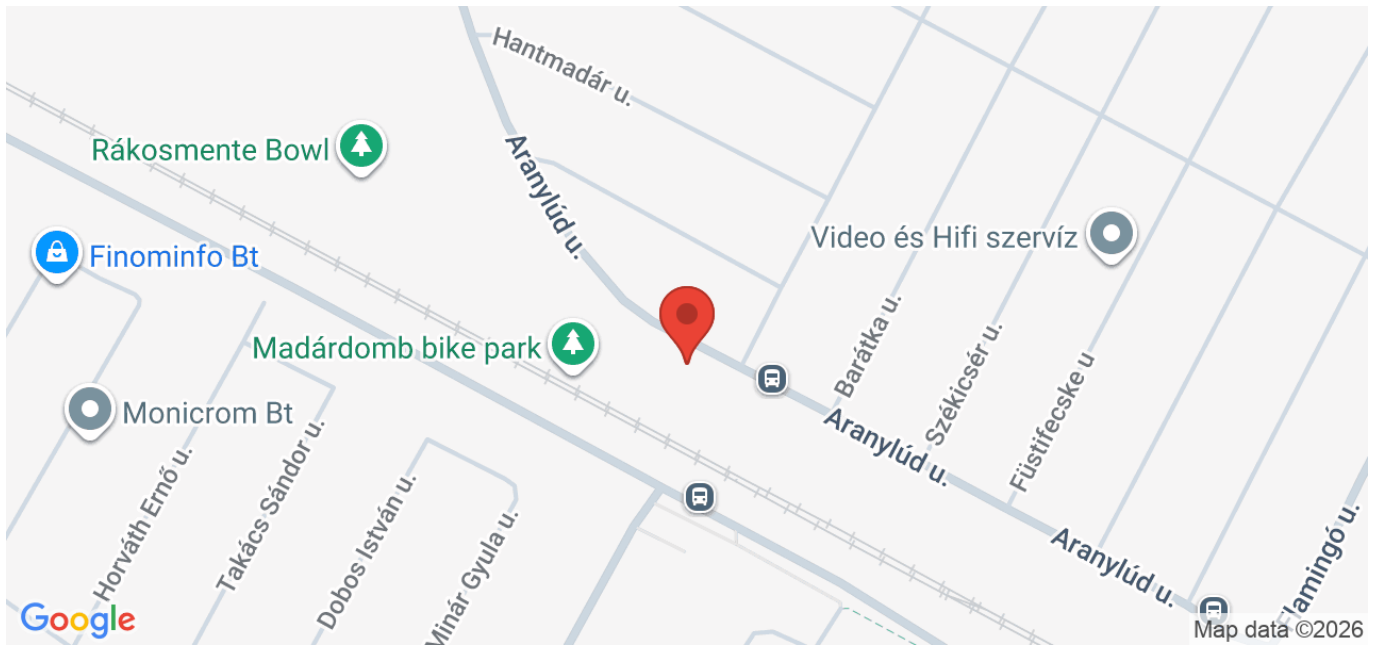 Hantmadár u.
Rákosmente Bowl
Aranylúd u.
Video és Hifi szervíz
Finominfo Bt
Madárdomb bike park
Barátka u.
Székicsér u.
Füstifecske u
Monicrom Bt
Aranylúd u.
Horváth Ernő u.
Takács Sándor u.
Dobos István u.
Minár Gyula u.
Aranylúd u.
Flamingó u.
Google
Map data ©2026